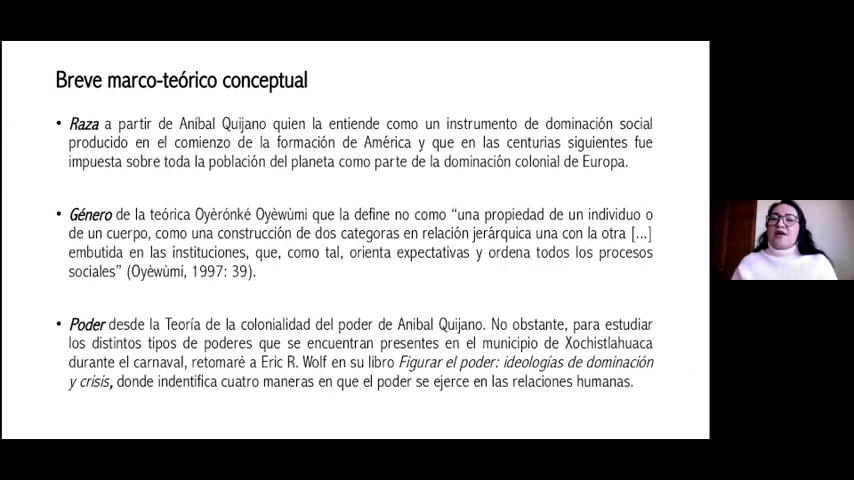 Breve marco-teórico conceptual
• Raza a partir de Aníbal Quijano quien la entiende como un instrumento de dominación social
producido en el comienzo de la formación de América y que en las centurias siguientes fue
impuesta sobre toda la población del planeta como parte de la dominación colonial de Europa.
• Género de la teórica Oyèrónké Oyèwùmi que la define no como “una propiedad de un individuo o
de un cuerpo, como una construcción de dos categoras en relación jerárquica una con la otra [...]
embutida en las instituciones, que, como tal, orienta expectativas y ordena todos los procesos
sociales” (Oyèwùmi, 1997: 39).
• Poder desde la Teoría de la colonialidad del poder de Anibal Quijano. No obstante, para estudiar
los distintos tipos de poderes que se encuentran presentes en el municipio de Xochistlahuaca
durante el carnaval, retomaré a Eric R. Wolf en su libro Figurar el poder: ideologías de dominación
y crisis, donde indentifica cuatro maneras en que el poder se ejerce en las relaciones humanas.